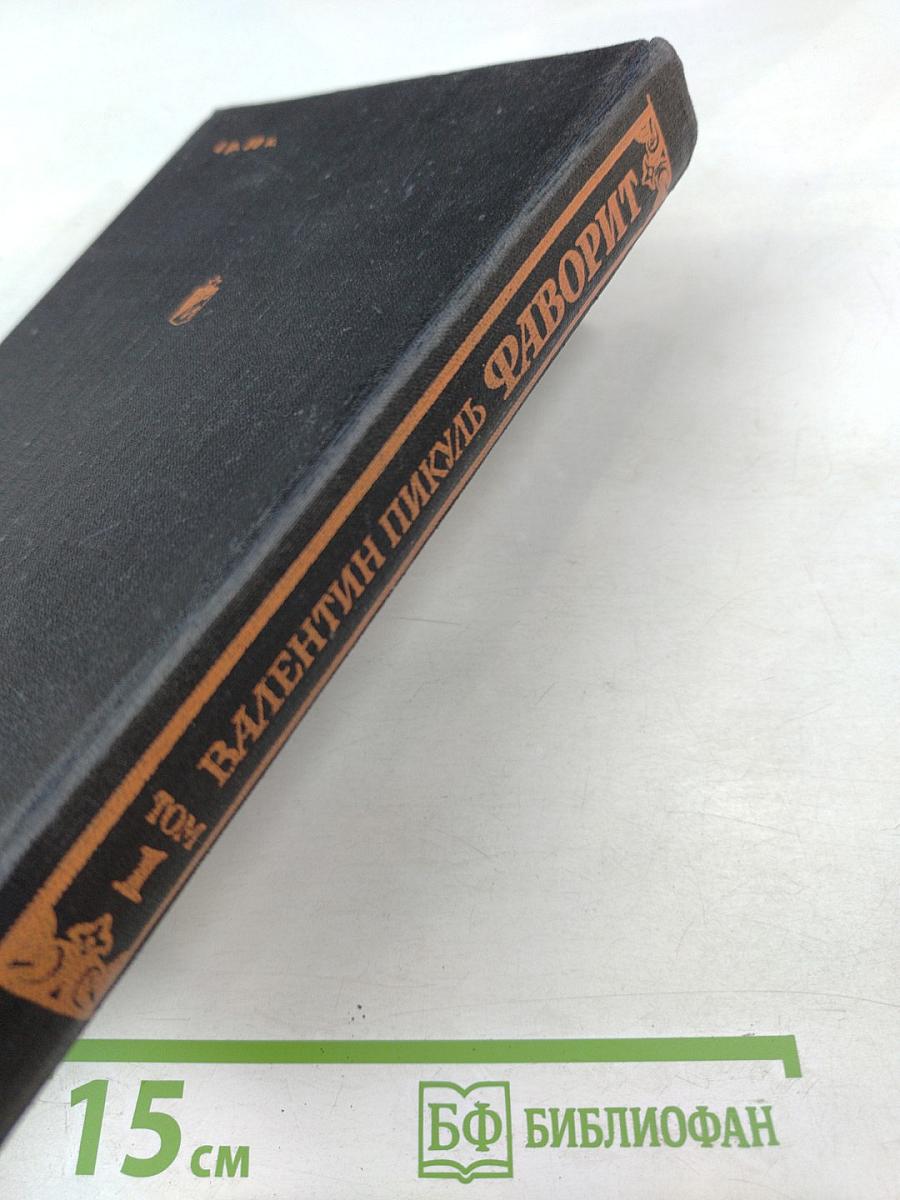 ФАВОРИТ
ВАЛЕНТИН ПИКУЛЬ
ТОМ
1
15 см
БФ БИБЛИОФАН